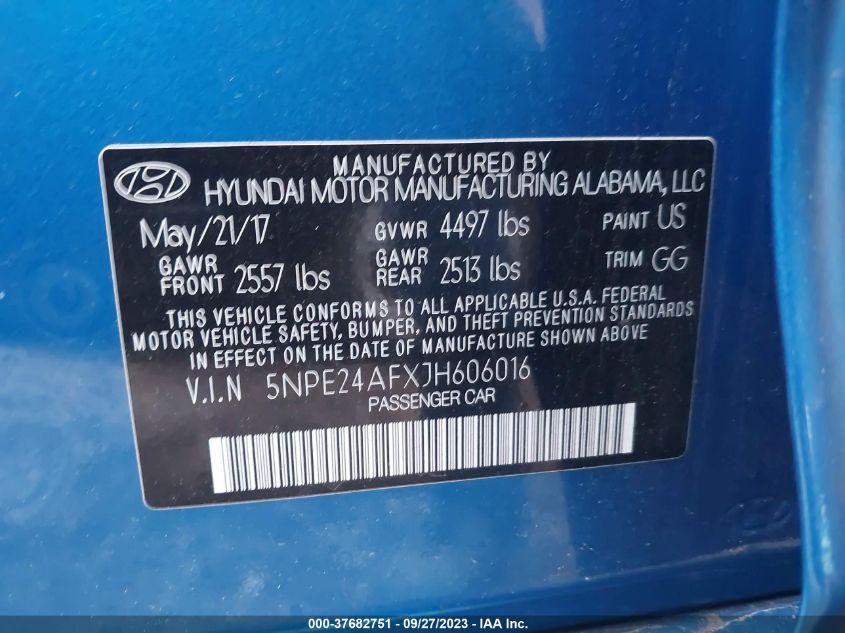 MANUFACTURED BY
HYUNDAI MOTOR MANUFACTURING ALABAMA, LLC
May/21/17 GVWR 4497 lbs PAINT US
GAWR FRONT 2557 lbs GAWR REAR 2513 lbs TRIM GG
THIS VEHICLE CONFORMS TO ALL APPLICABLE U.S.A. FEDERAL
MOTOR VEHICLE SAFETY, BUMPER, AND THEFT PREVENTION STANDARDS
IN EFFECT ON THE DATE OF MANUFACTURE SHOWN ABOVE
V.I.N 5NPE24AFXJH606016
PASSENGER CAR
000-37682751 - 09/27/2023 - IMAGE 9